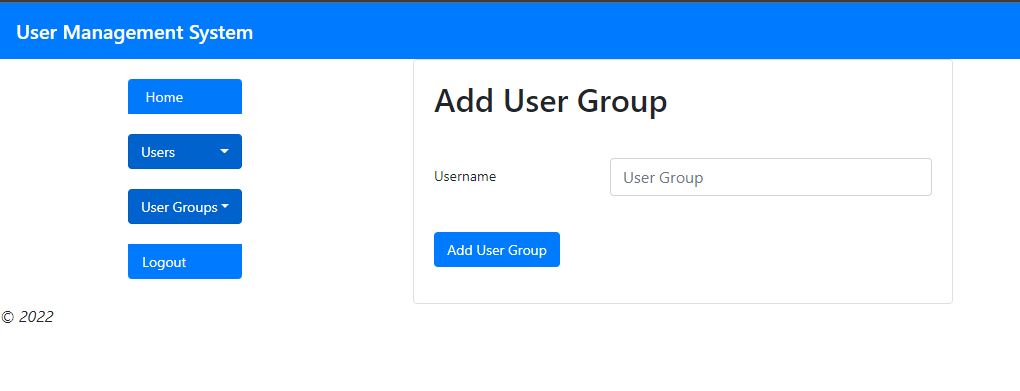 User Management System
Home
Users
User Groups
Logout
Add User Group
Username
User Group
Add User Group
© 2022